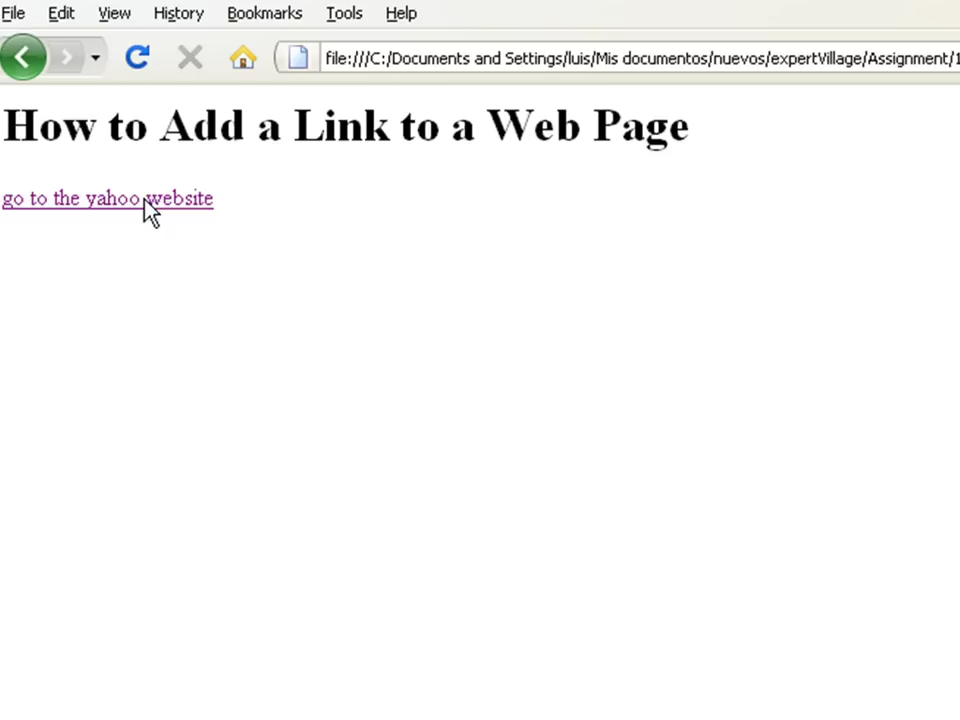 File Edit View History Bookmarks Tools Help
file:///C:/Documents and Settings/luis/Mis documentos/nuevos/expertVillage/Assignment/1
How to Add a Link to a Web Page
go to the yahoo website